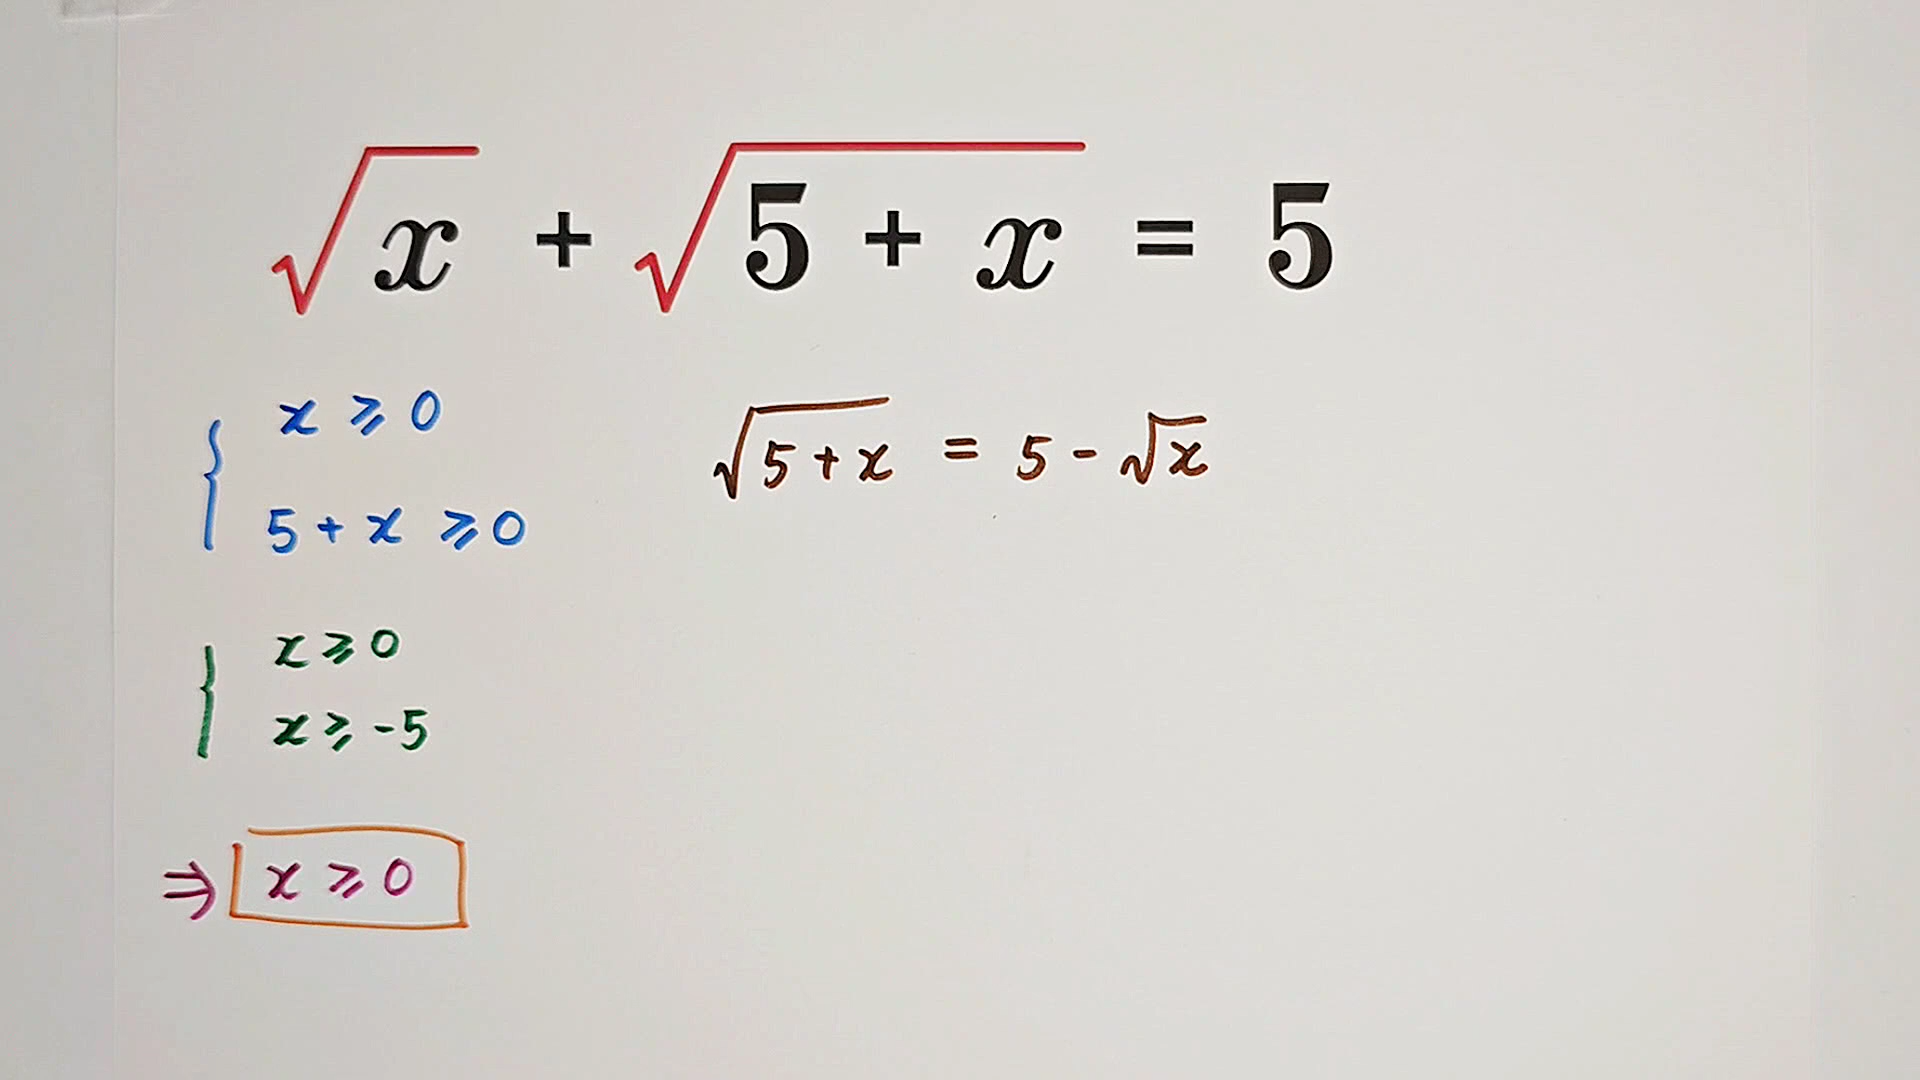 √x + √5 + x = 5
x ⩾ 0
5 + x ⩾ 0
x ⩾ 0
x ⩾ -5
⇒ x ⩾ 0
√5 + x = 5 - √x